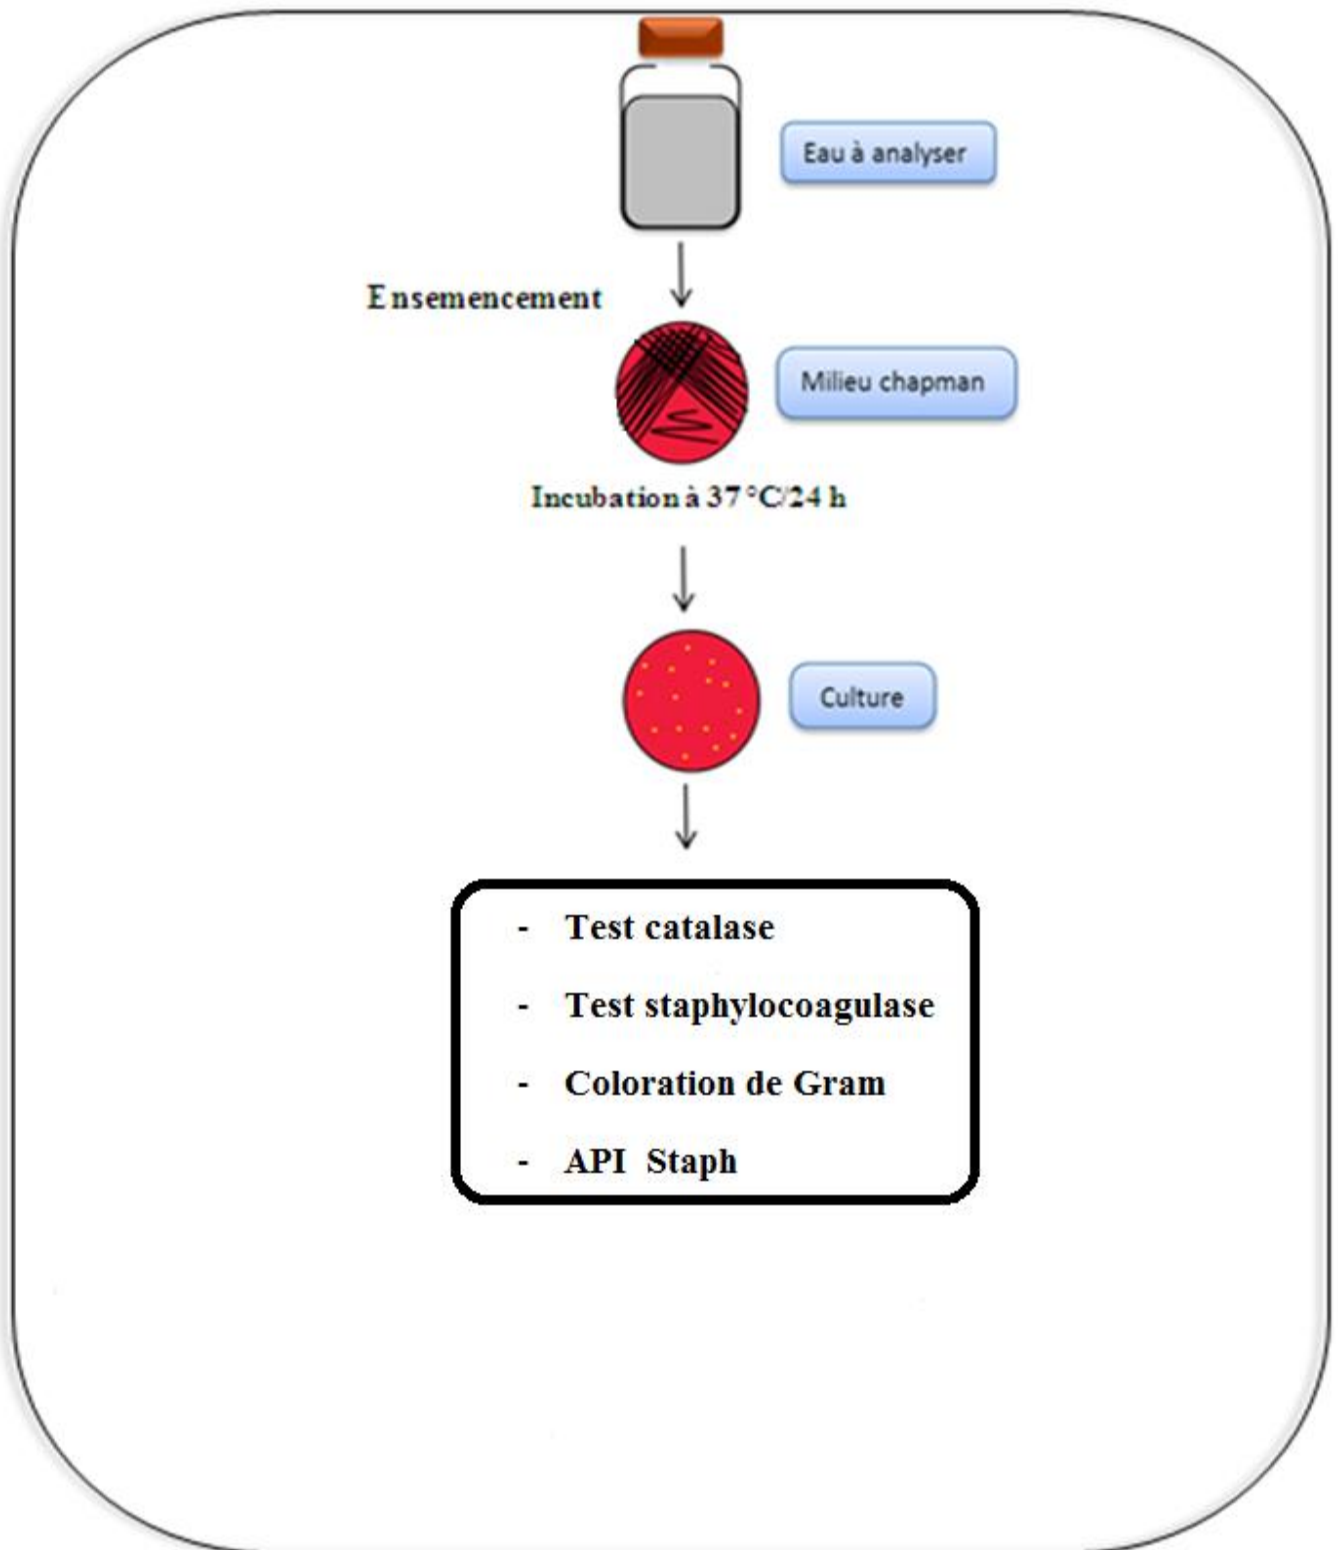 Eau à analyser
Ensemencement
Milieu chapman
Incubation à 37°C/24 h
Culture
- Test catalase
- Test staphylocoagulase
- Coloration de Gram
- API Staph